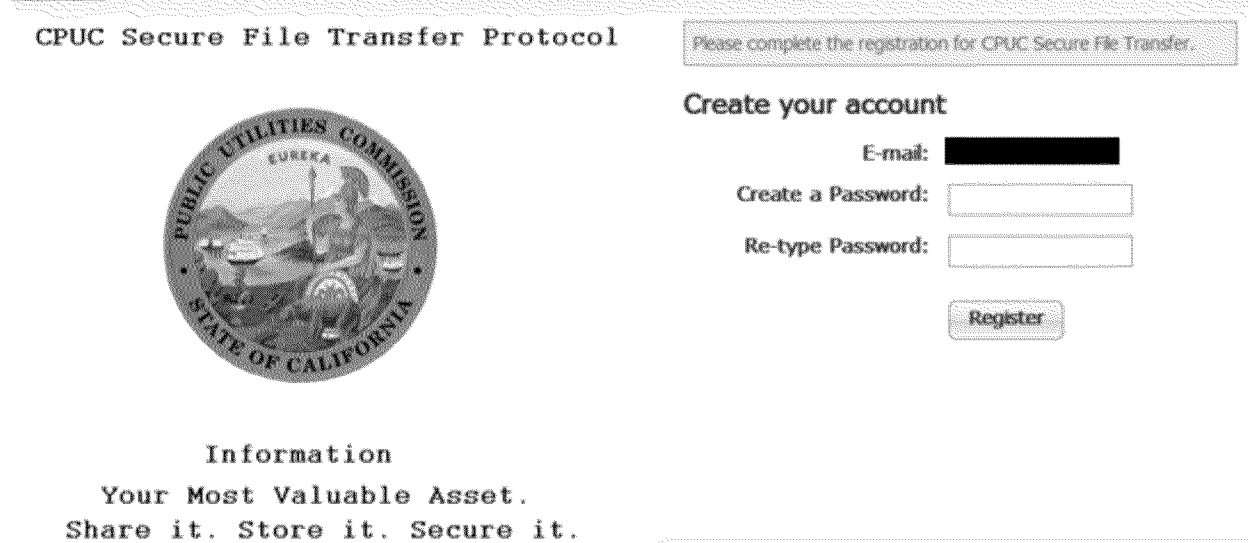 CPUC Secure File Transfer Protocol
PUBLIC UTILITIES COMMISSION
EUREKA
STATE OF CALIFORNIA
Information
Your Most Valuable Asset.
Share it. Store it. Secure it.
Please complete the registration for CPUC Secure File Transfer.
Create your account
E-mail:
Create a Password:
Re-type Password:
Register